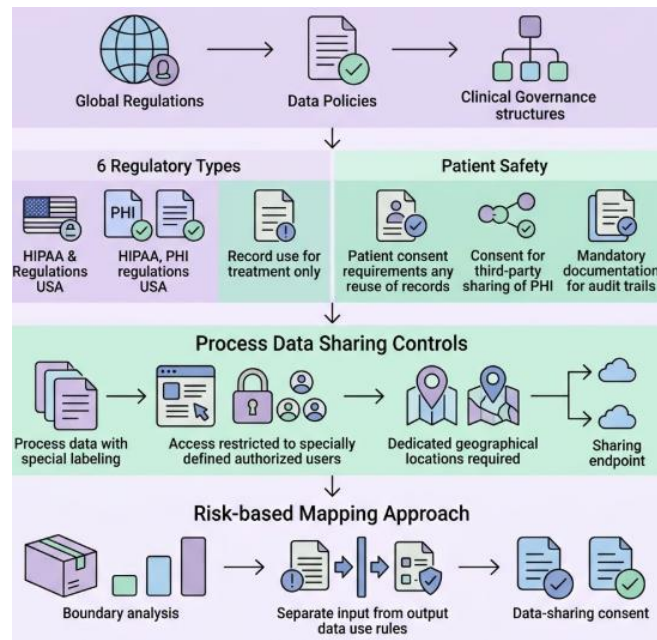 Global Regulations
Data Policies
Clinical Governance
structures
6 Regulatory Types
Patient Safety
HIPAA &
Regulations
USA
PHI
HIPAA, PHI
regulations
USA
Record use for
treatment only
Patient consent
requirements any
reuse of records
Consent for
third-party
sharing of PHI
Mandatory
documentation
for audit trails
Process Data Sharing Controls
Process data with
special labeling
Access restricted to specially
defined authorized users
Dedicated geographical
locations required
Sharing
endpoint
Risk-based Mapping Approach
Boundary analysis
Separate input from output
data use rules
Data-sharing consent